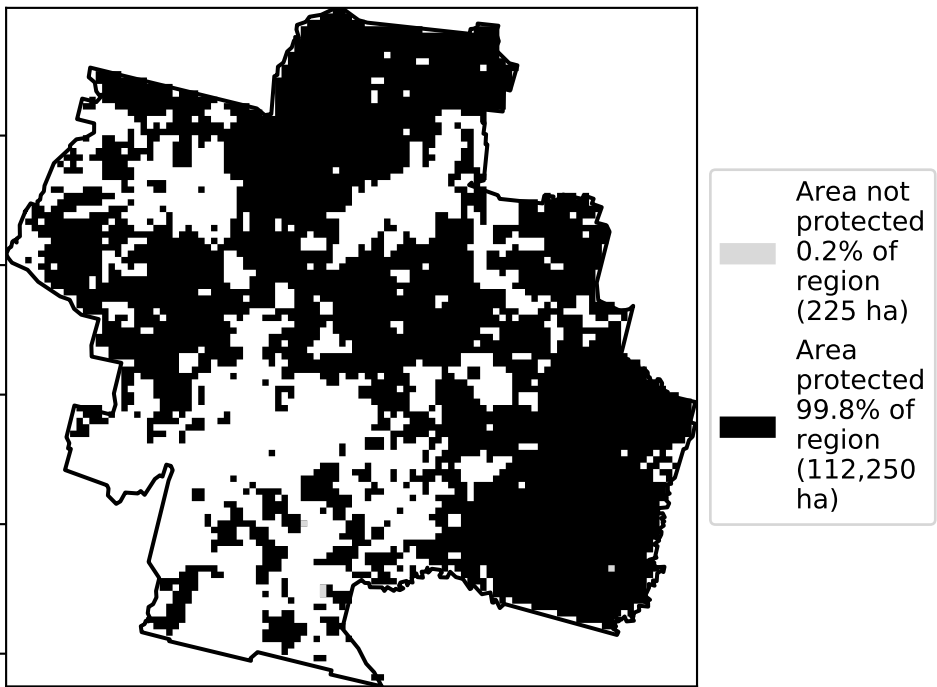 Area not
protected
0.2% of
region
(225 ha)
Area
protected
99.8% of
region
(112,250
ha)